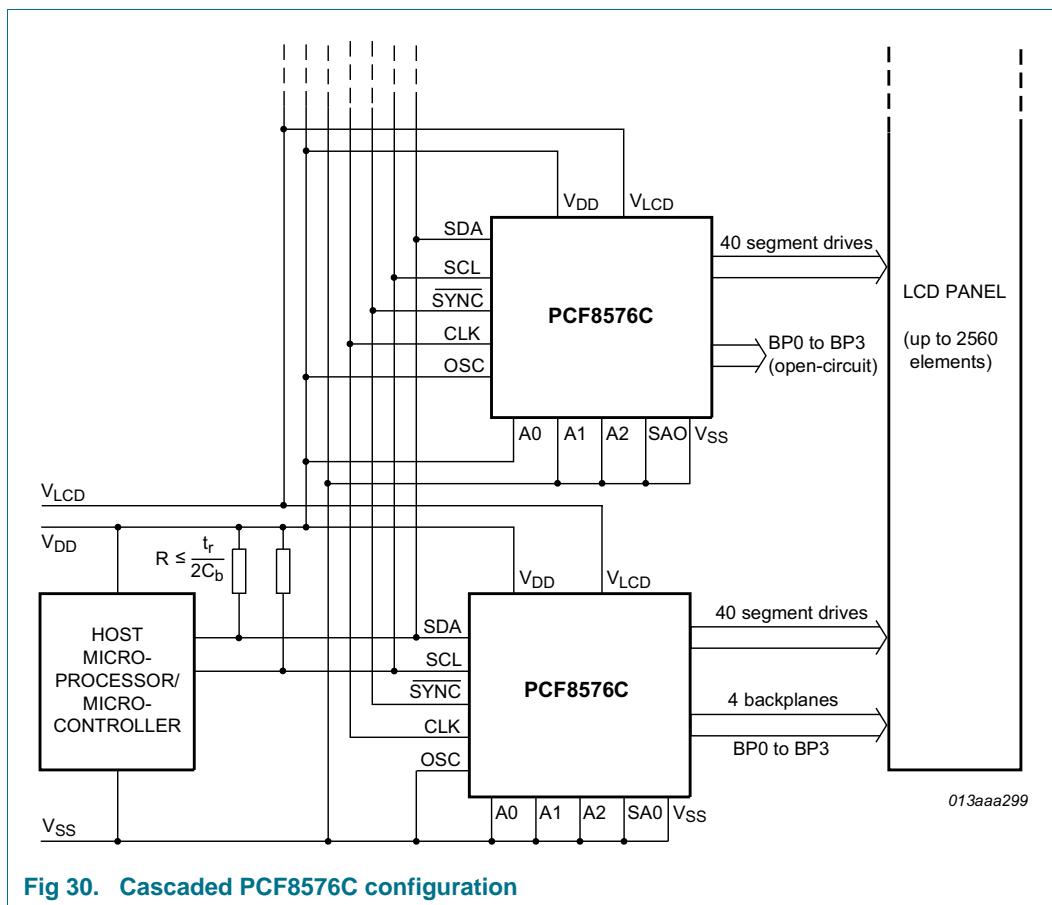 VDD
VLCD
SDA
SCL
SYNC
CLK
OSC
PCF8576C
40 segment drives
BP0 to BP3
(open-circuit)
LCD PANEL
(up to 2560
elements)
A0
A1
A2
SAO
VSS
VLCD
VDD
R ≤ tr
2Cb
VDD
VLCD
HOST
MICRO-
PROCESSOR/
MICRO-
CONTROLLER
SDA
SCL
SYNC
CLK
OSC
PCF8576C
40 segment drives
4 backplanes
BP0 to BP3
A0
A1
A2
SA0
VSS
VSS
013aaa299
Fig 30. Cascaded PCF8576C configuration